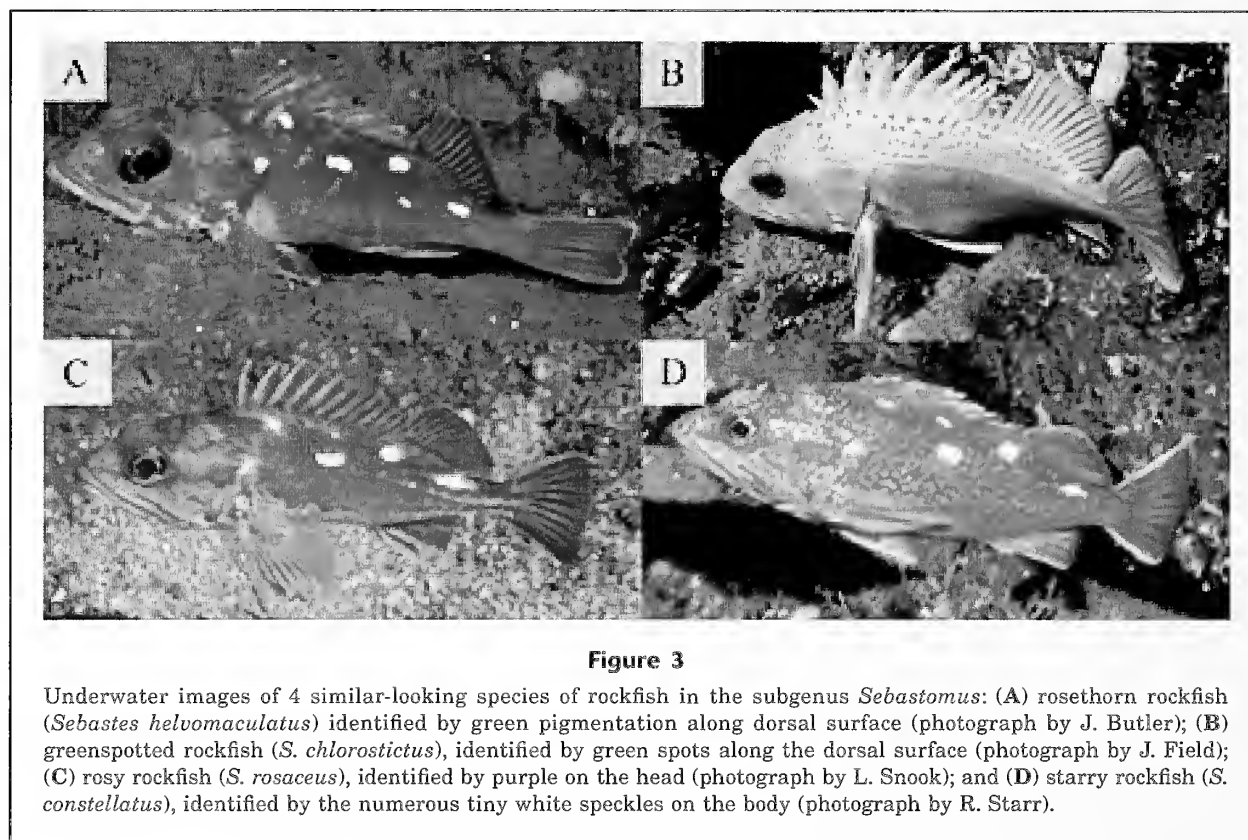 A
B
C
D
Figure 3
Underwater images of 4 similar-looking species of rockfish in the subgenus Sebastomus: (A) rosethorn rockfish
(Sebastes helvomaculatus) identified by green pigmentation along dorsal surface (photograph by J. Butler); (B)
greenspotted rockfish (S. chlorostictus), identified by green spots along the dorsal surface (photograph by J. Field);
(C) rosy rockfish (S. rosaceus), identified by purple on the head (photograph by L. Snook); and (D) starry rockfish (S.
constellatus), identified by the numerous tiny white speckles on the body (photograph by R. Starr).